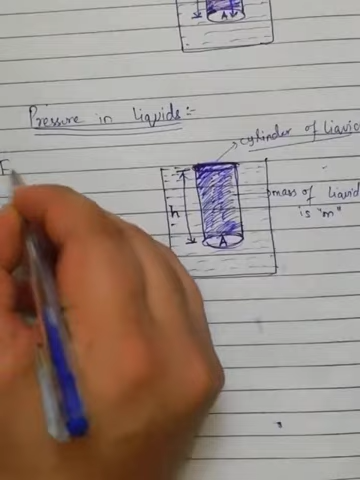 A
Pressure in liquids:-
cylinder of liquid
F
h
mass of liquid
is "m"
A